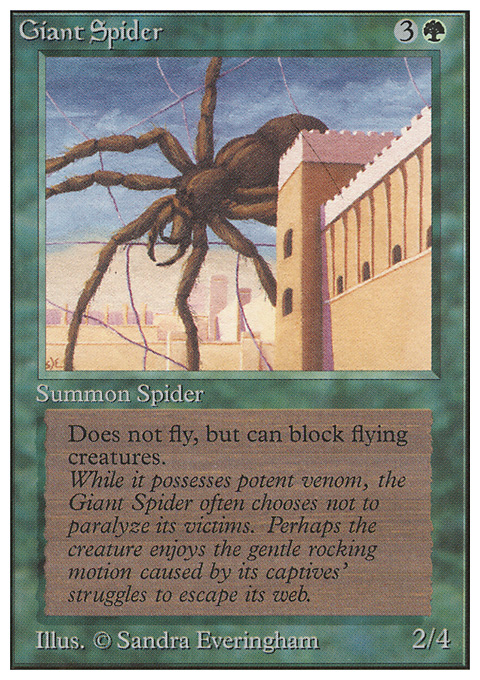 Giant Spider 3
Summon Spider
Does not fly, but can block flying
creatures.
While it possesses potent venom, the
Giant Spider often chooses not to
paralyze its victims. Perhaps the
creature enjoys the gentle rocking
motion caused by its captives'
struggles to escape its web.
Illus. © Sandra Everingham 2/4